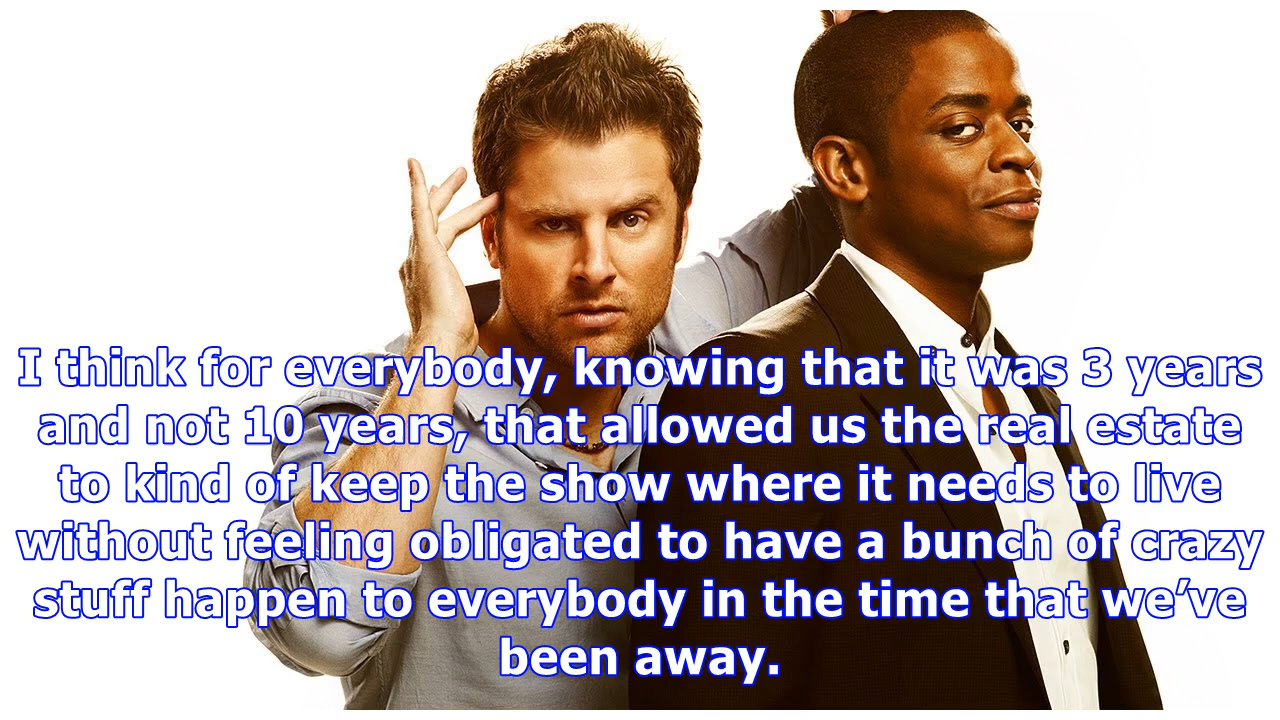 I think for everybody, knowing that it was 3 years
and not 10 years, that allowed us the real estate
to kind of keep the show where it needs to live
without feeling obligated to have a bunch of crazy
stuff happen to everybody in the time that we’ve
been away.